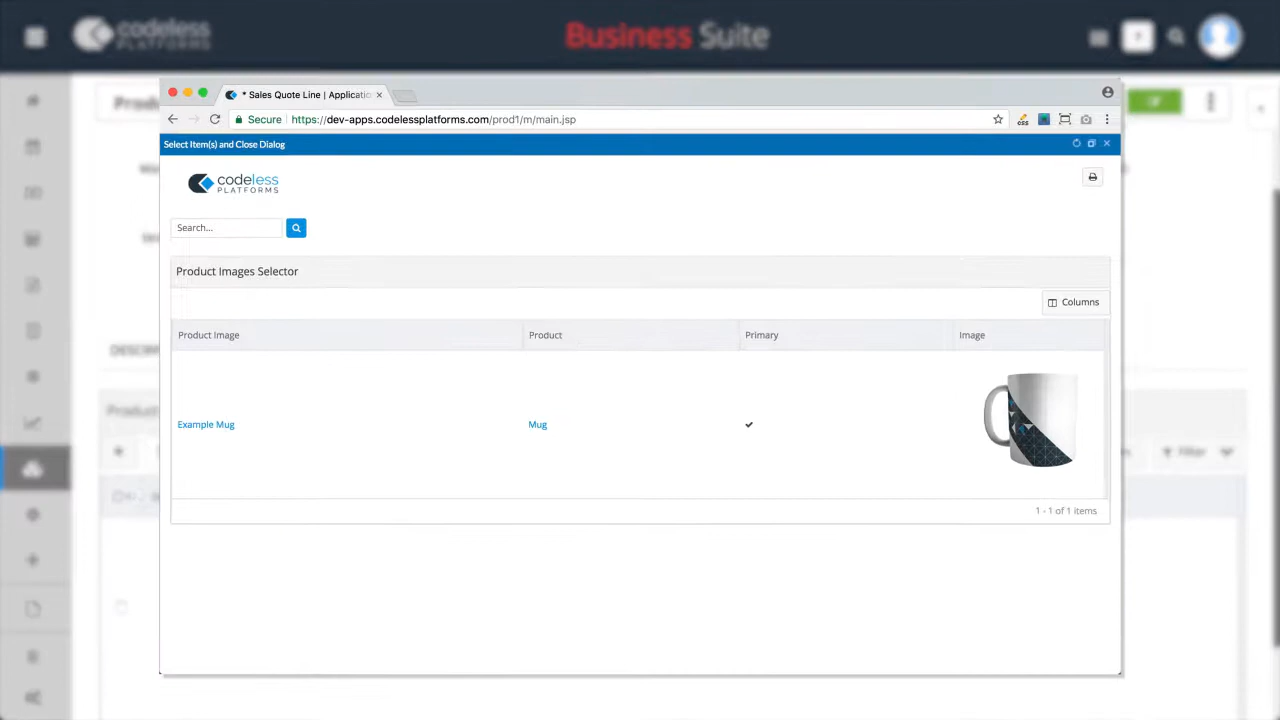 codeless
PLATFORMS
Business Suite
* Sales Quote Line | Applicatio
Secure https://dev-apps.codelessplatforms.com/prod1/m/main.jsp
Select Item(s) and Close Dialog
codeless
PLATFORMS
Search...
Product Images Selector
Columns
Product Image Product Primary Image
Example Mug Mug
1 - 1 of 1 items
Filter